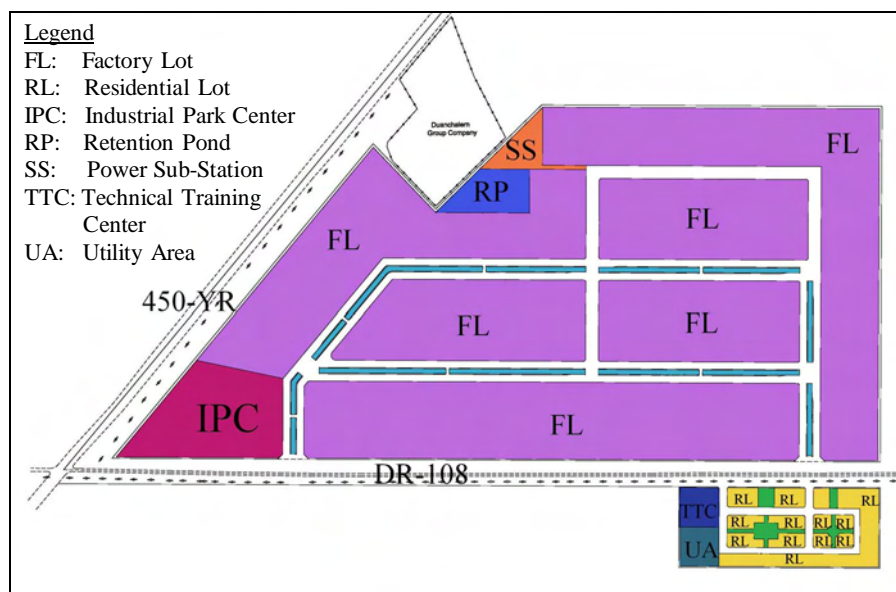 Legend
FL: Factory Lot
RL: Residential Lot
IPC: Industrial Park Center
RP: Retention Pond
SS: Power Sub-Station
TTC: Technical Training
Center
UA: Utility Area
Duanchalem
Group Company
SS
FL
RP
FL
FL
450-YR
FL
FL
IPC
FL
DR-108
RL
RL
RL
RL
TTC
RL
RL
RL
RL
RL
RL
RL
RL
UA
RL